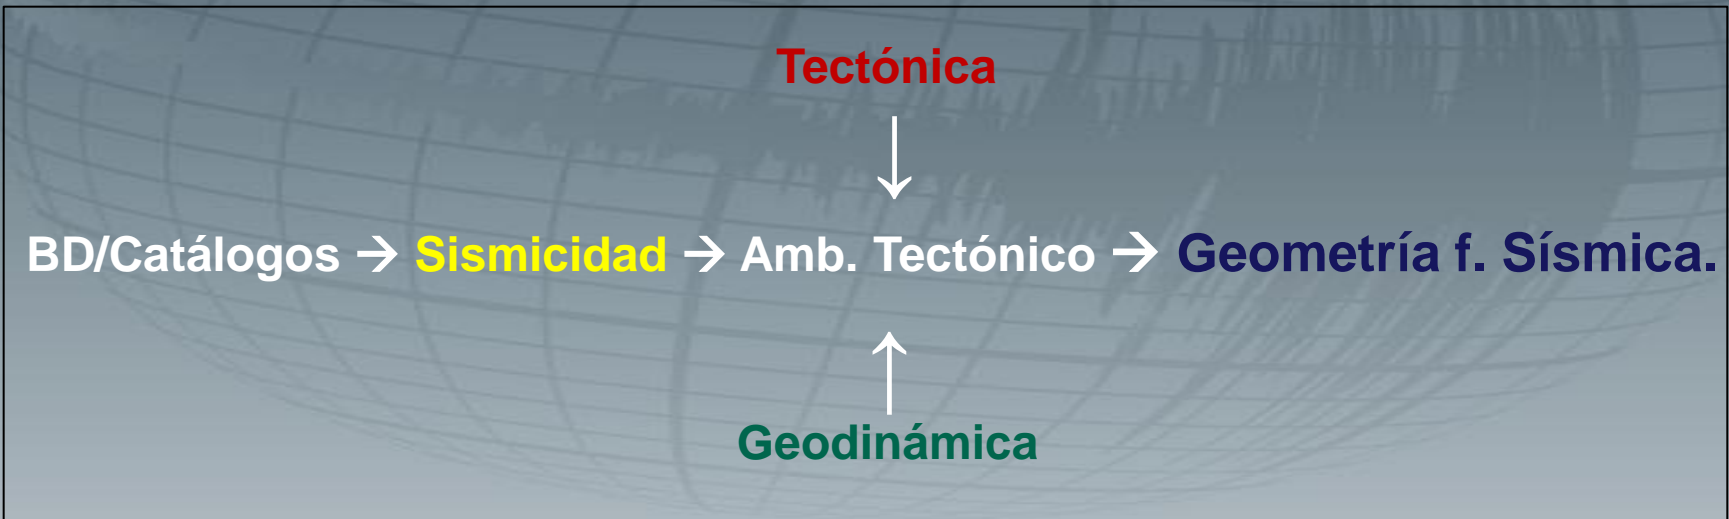 Tectónica
↓
BD/Catálogos → Sismicidad → Amb. Tectónico → Geometría f. Sísmica.
↑
Geodinámica